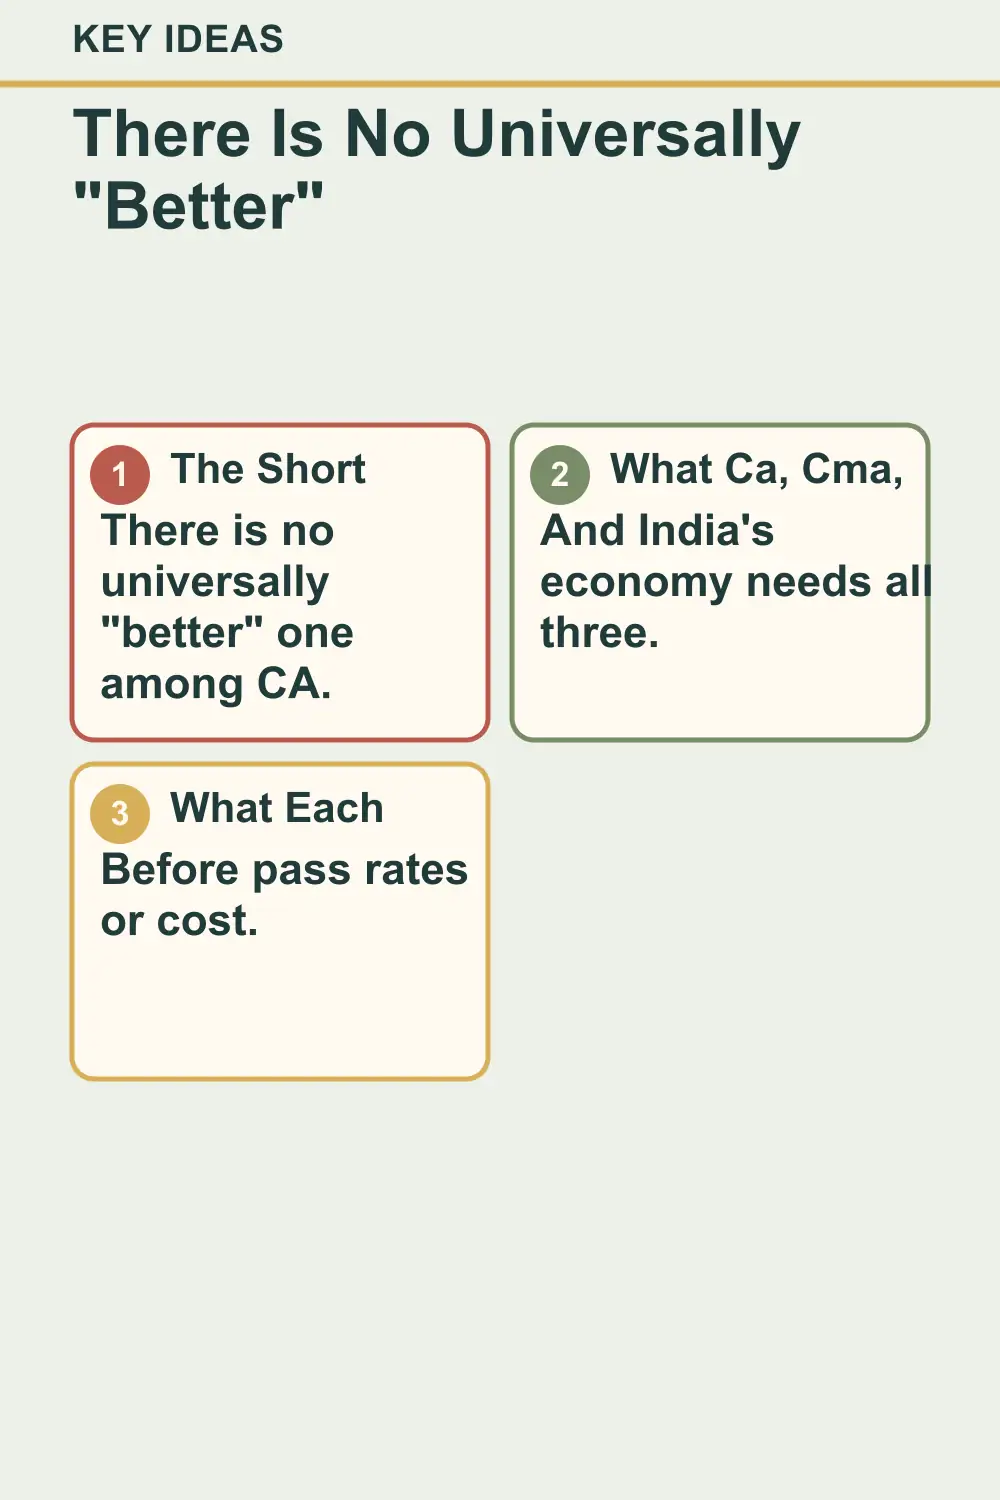 KEY IDEAS
There Is No Universally
"Better"
1 The Short
There is no
universally
"better" one
among CA.
2 What Ca, Cma,
And India's
economy needs all
three.
3 What Each
Before pass rates
or cost.